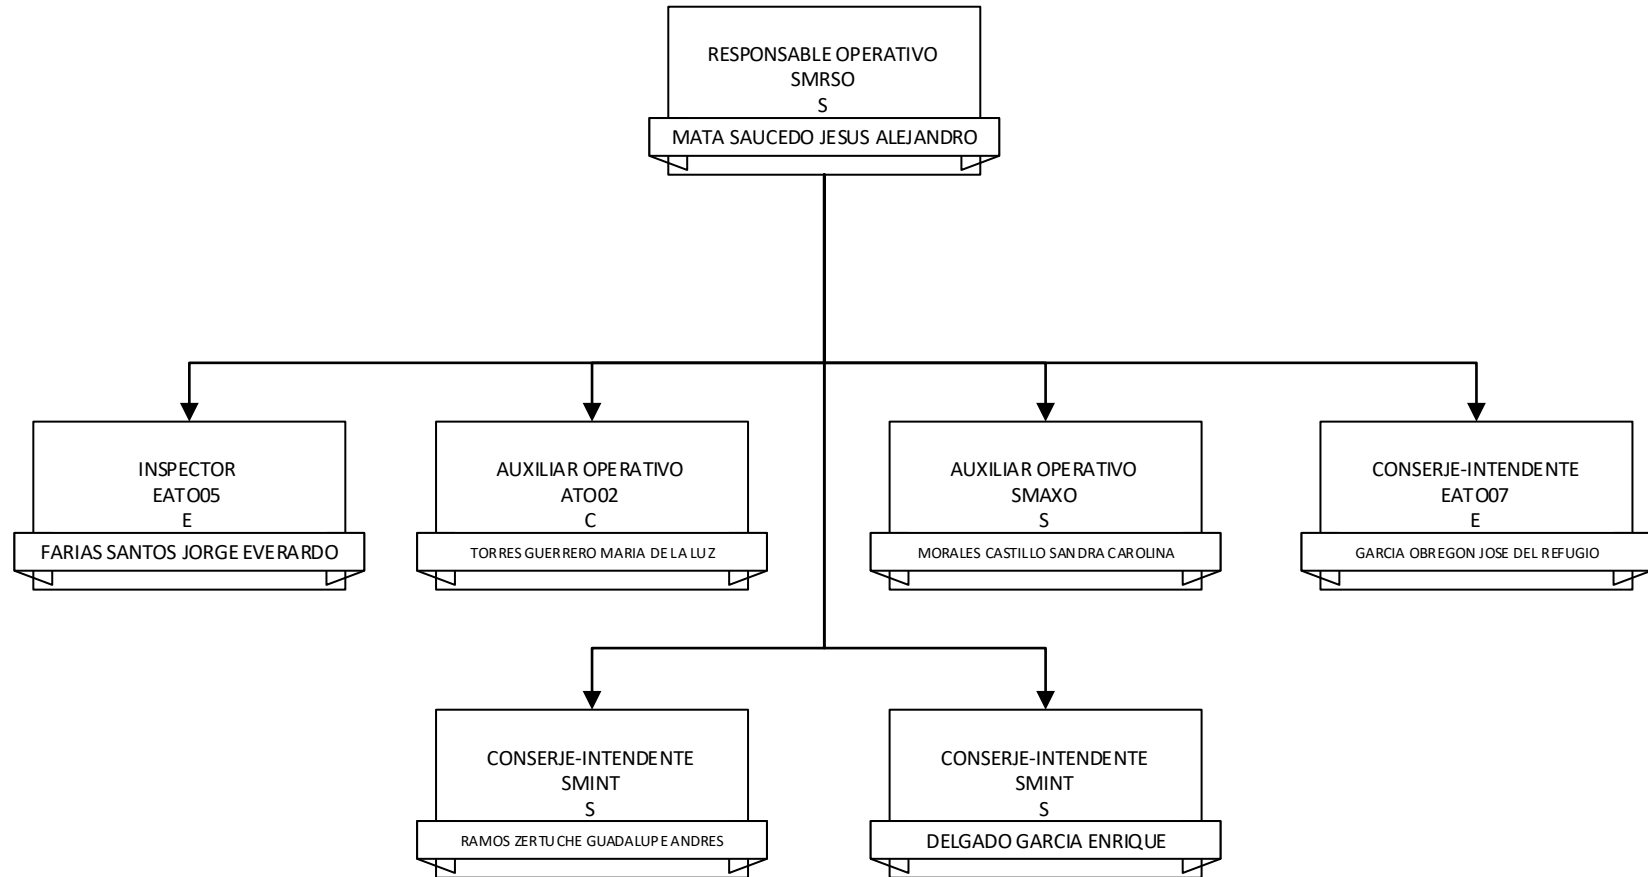 RESPONSABLE OPERATIVO
SMRSO
S
MATA SAUCEDO JESUS ALEJANDRO
INSPECTOR
EATO05
E
FARIAS SANTOS JORGE EVERARDO
AUXILIAR OPERATIVO
ATO02
C
TORRES GUERRERO MARIA DE LA LUZ
AUXILIAR OPERATIVO
SMAXO
S
MORALES CASTILLO SANDRA CAROLINA
CONSERJE-INTENDENTE
EATO07
E
GARCIA OBREGON JOSE DEL REFUGIO
CONSERJE-INTENDENTE
SMINT
S
RAMOS ZERTUCHE GUADALUPE ANDRES
CONSERJE-INTENDENTE
SMINT
S
DELGADO GARCIA ENRIQUE